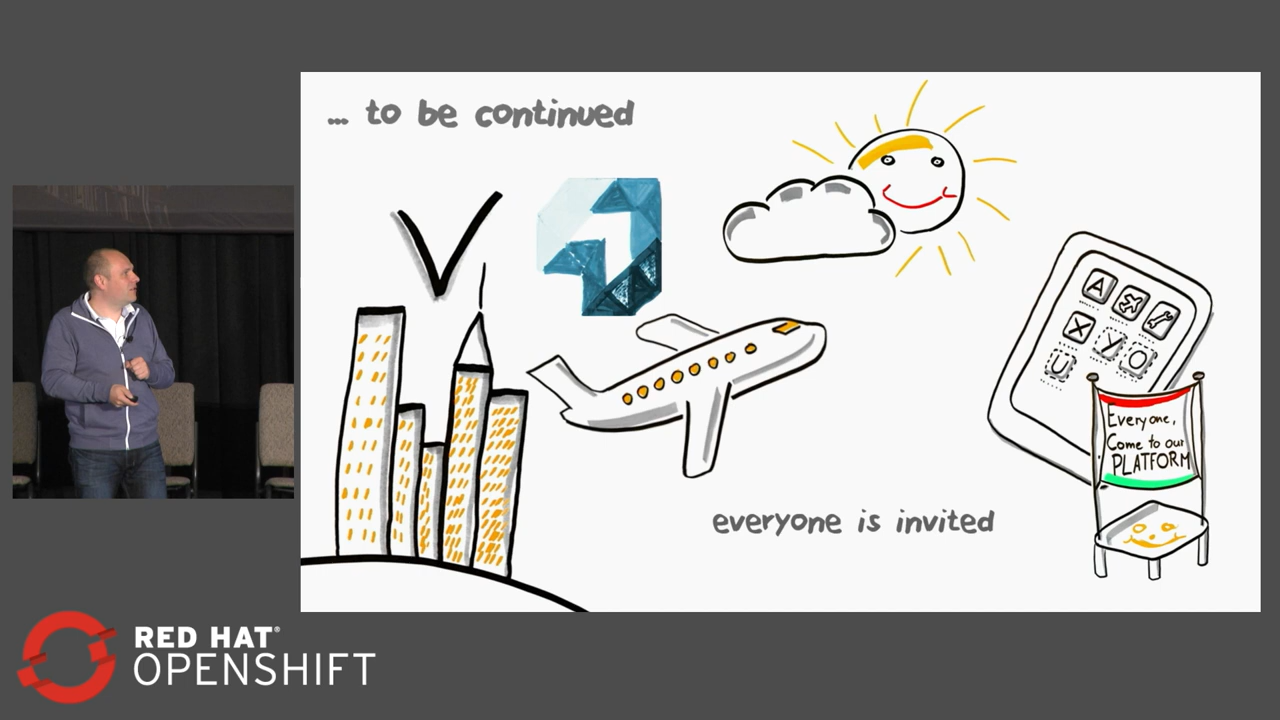 ... to be continued
A
X Y O
U
Everyone,
Come to our
PLATFORM
everyone is invited
RED HAT®
OPENSHIFT